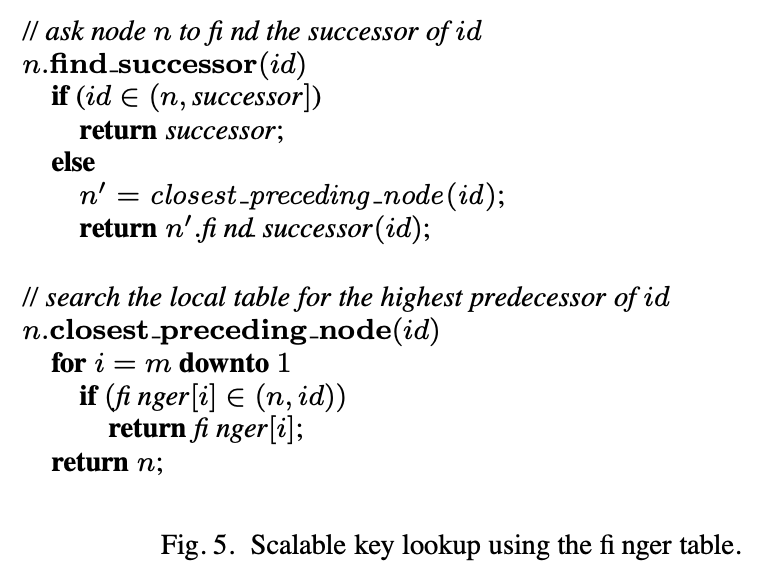 // ask node n to fi nd the successor of id
n.find_successor(id)
if (id ∈ (n, successor])
return successor;
else
n′ = closest_preceding_node(id);
return n′.fi nd successor(id);
// search the local table for the highest predecessor of id
n.closest_preceding_node(id)
for i = m downto 1
if (fi nger[i] ∈ (n, id))
return fi nger[i];
return n;
Fig. 5. Scalable key lookup using the fi nger table.